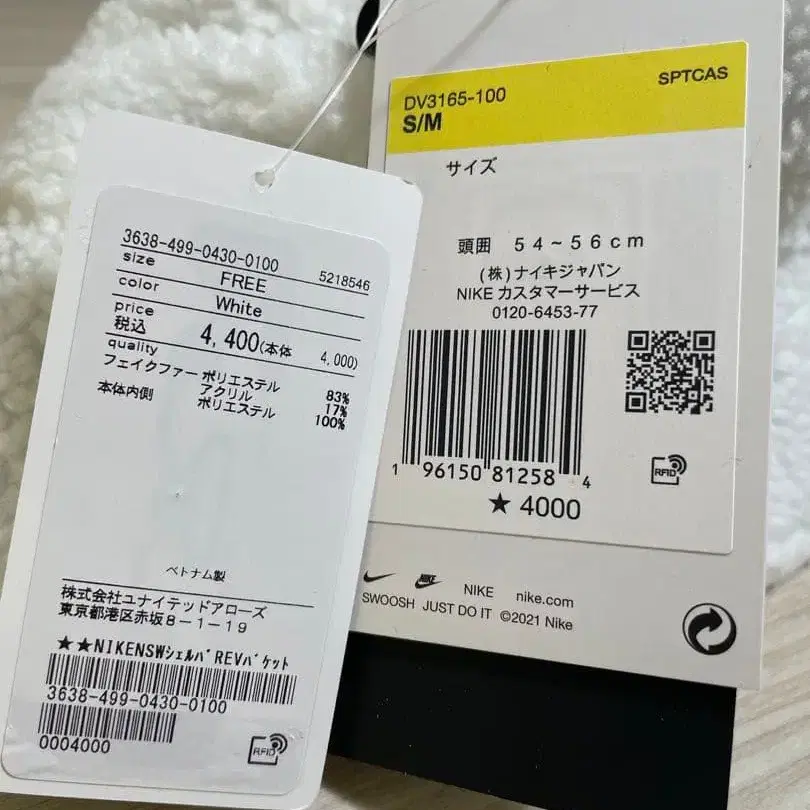 3638-499-0430-0100
size FREE 5218546
color White
price
税込 4,400(本体 4,000)
quality
フェイクファー ポリエステル 83%
アクリル 17%
本体内側 ポリエステル 100%
ベトナム製
株式会社ユナイテッドアローズ
東京都港区赤坂8-1-19
★★NIKENSWシェルパREVバケット
3638-499-0430-0100
0004000
RFID
SPTCAS
DV3165-100
S/M
サイズ
頭囲 54~56cm
(株)ナイキジャパン
NIKE カスタマーサービス
0120-6453-77
1 96150 81258 4
RFID
★ 4000
NIKE NIKE nike.com
SWOOSH JUST DO IT ©2021 Nike